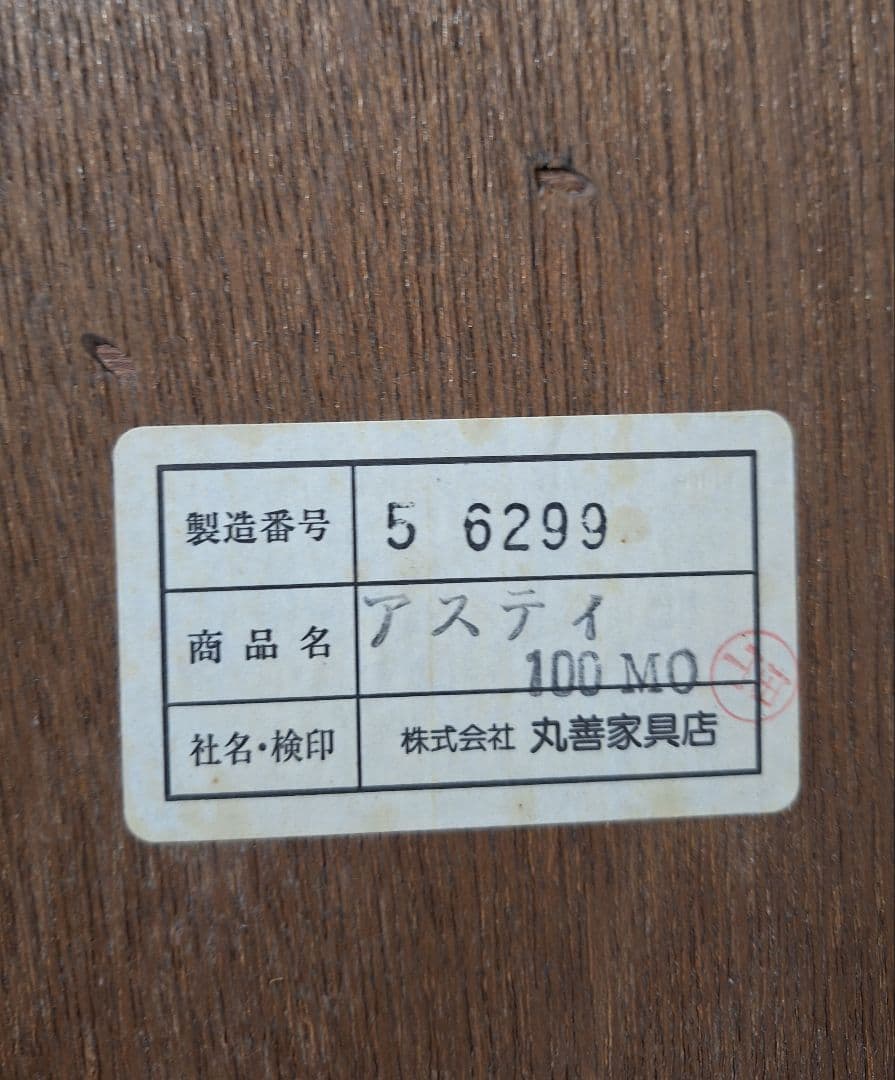 製造番号 5 6299
商品名 アスティ
100 MO
社名・検印 株式会社 丸善家具店